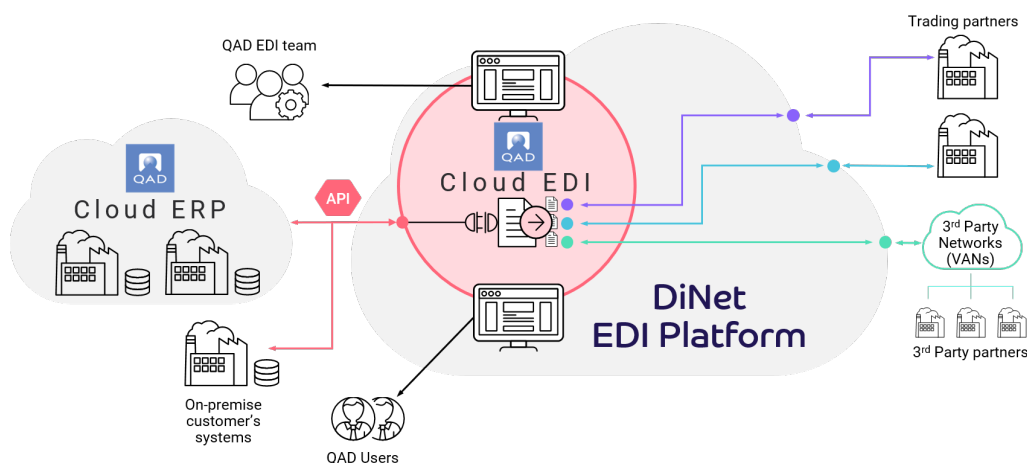 Trading partners
QAD EDI team
QAD
Cloud EDI
QAD
Cloud ERP
API
3rd Party
Networks
(VANs)
DiNet
EDI Platform
3rd Party partners
On-premise
customer's
systems
QAD Users